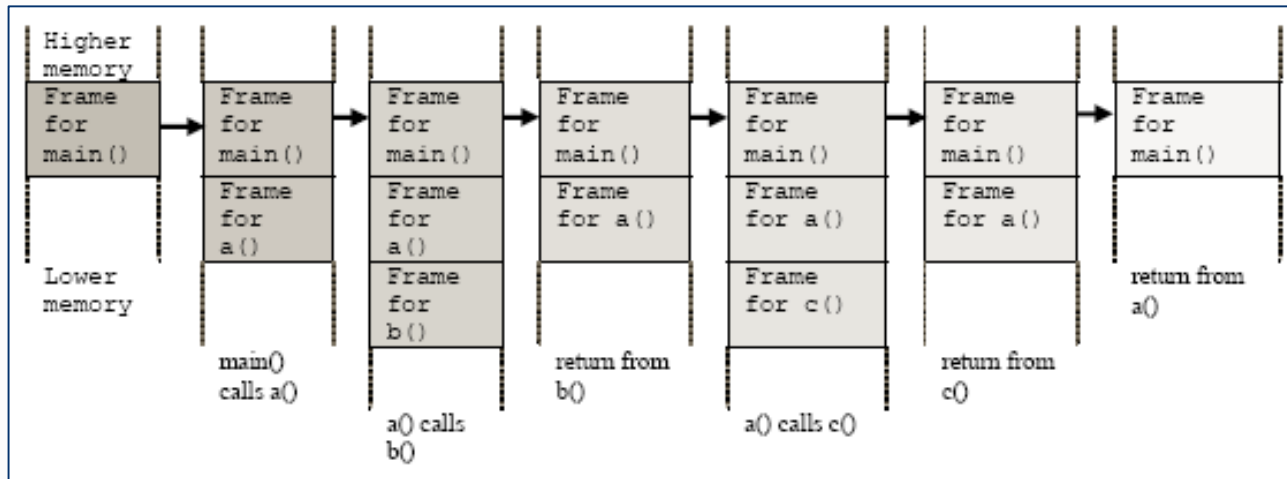 Higher
memory
Frame
for
main()
Lower
memory
Frame
for
main()
Frame
for
a()
main()
calls a()
Frame
for
main()
Frame
for
a()
Frame
for
b()
a() calls
b()
Frame
for
main()
Frame
for a()
return from
b()
Frame
for
main()
Frame
for a()
Frame
for c()
a() calls c()
Frame
for
main()
Frame
for a()
return from
c()
Frame
for
main()
return from
a()